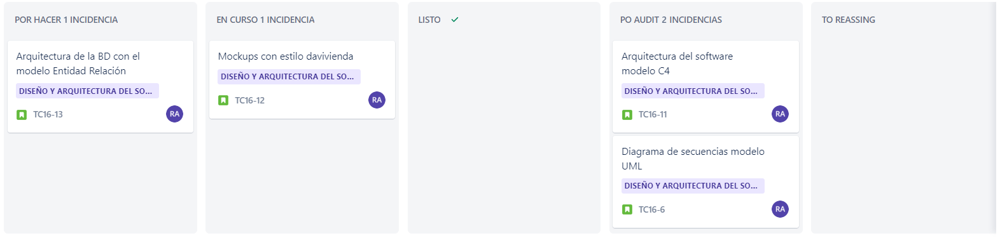 POR HACER 1 INCIDENCIA
Arquitectura de la BD con el
modelo Entidad Relación
DISEÑO Y ARQUITECTURA DEL SO...
TC16-13
RA
EN CURSO 1 INCIDENCIA
Mockups con estilo davivienda
DISEÑO Y ARQUITECTURA DEL SO...
TC16-12
RA
LISTO
PO AUDIT 2 INCIDENCIAS
Arquitectura del software
modelo C4
DISEÑO Y ARQUITECTURA DEL SO...
TC16-11
RA
Diagrama de secuencias modelo
UML
DISEÑO Y ARQUITECTURA DEL SO...
TC16-6
RA
TO REASSING